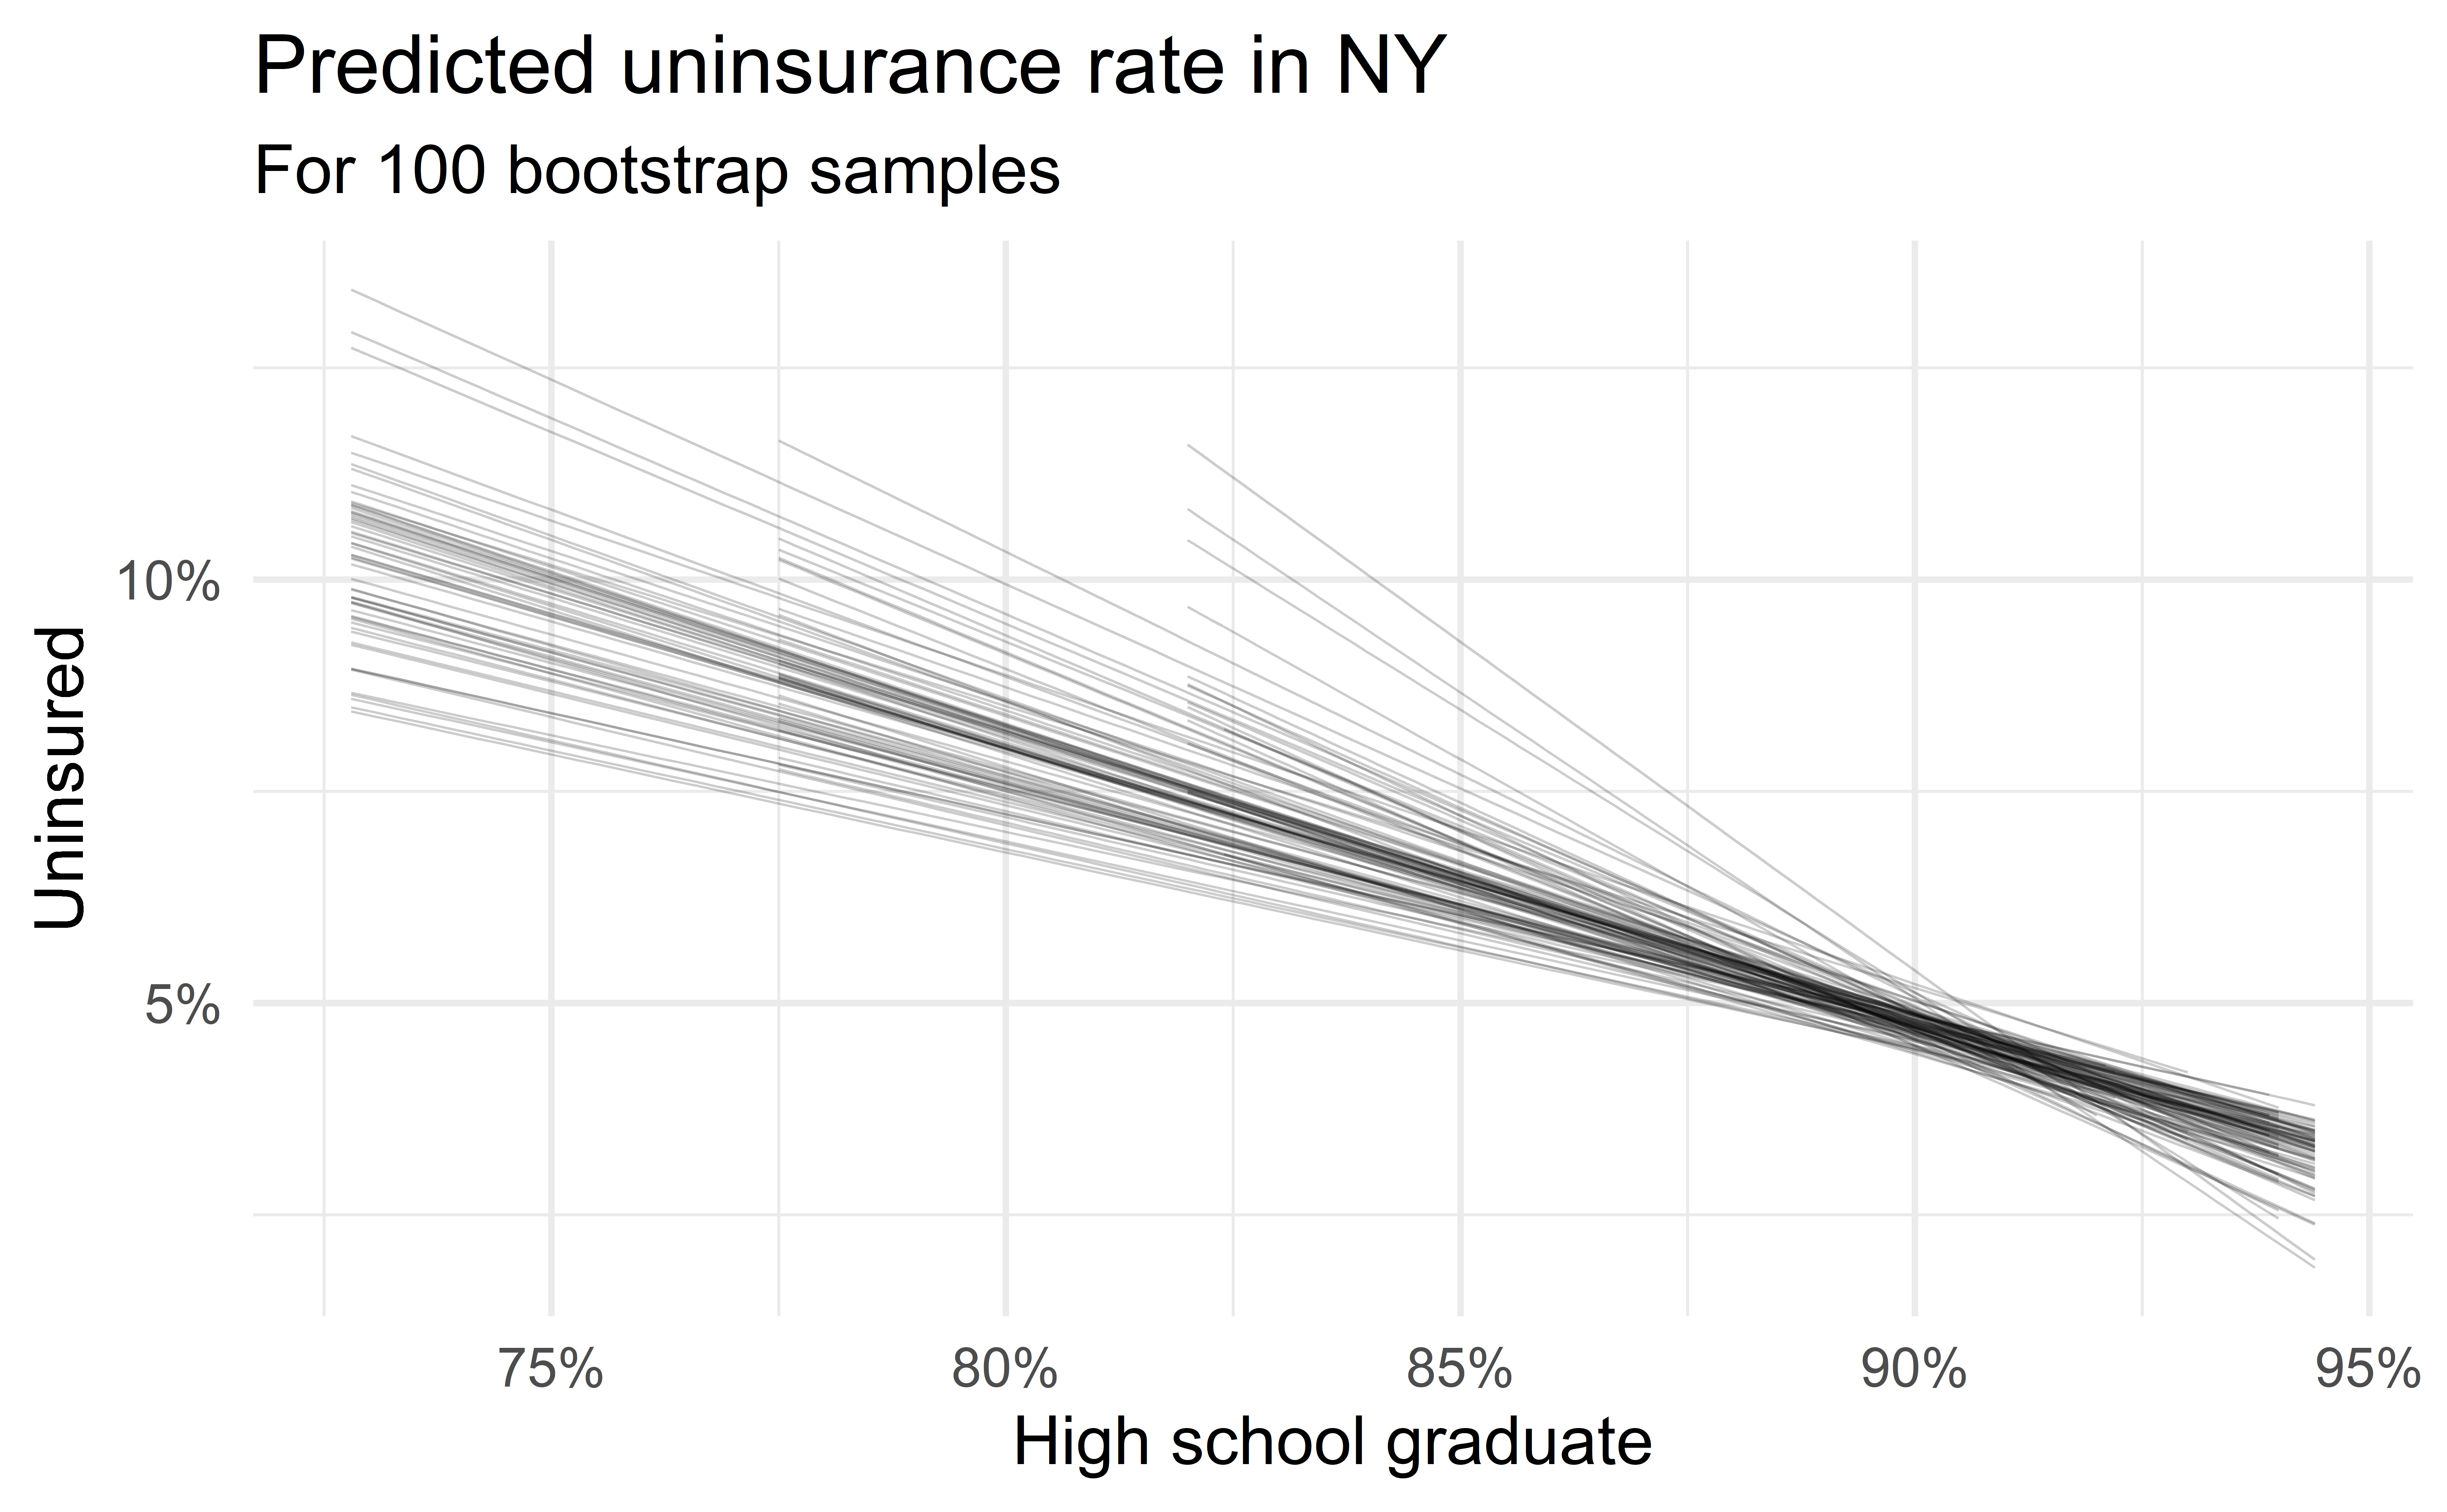 Predicted uninsurance rate in NY
For 100 bootstrap samples
Uninsured
10%
5%
75%
80%
85%
90%
95%
High school graduate